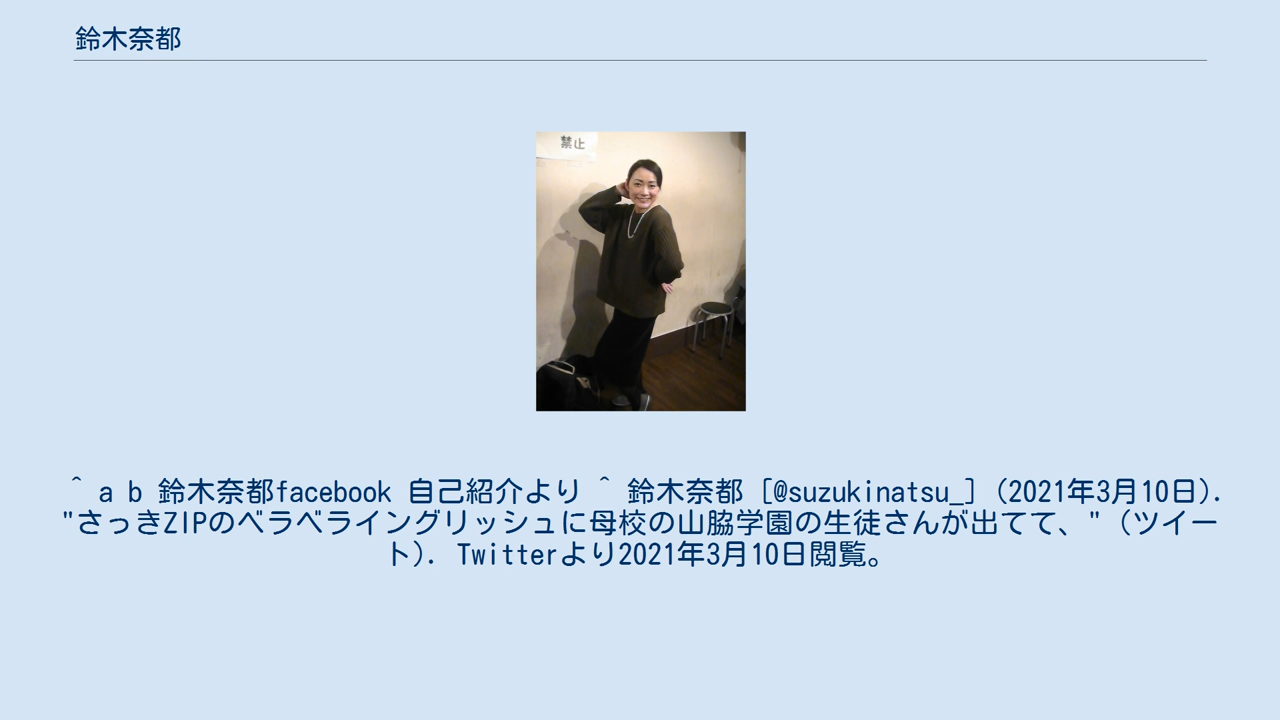 鈴木奈都
禁止
^ a b 鈴木奈都facebook 自己紹介より ^ 鈴木奈都 [@suzukinatsu_] (2021年3月10日).
"さっきZIPのベラベライングリッシュに母校の山脇学園の生徒さんが出てて、" (ツイー
ト). Twitterより2021年3月10日閲覧。